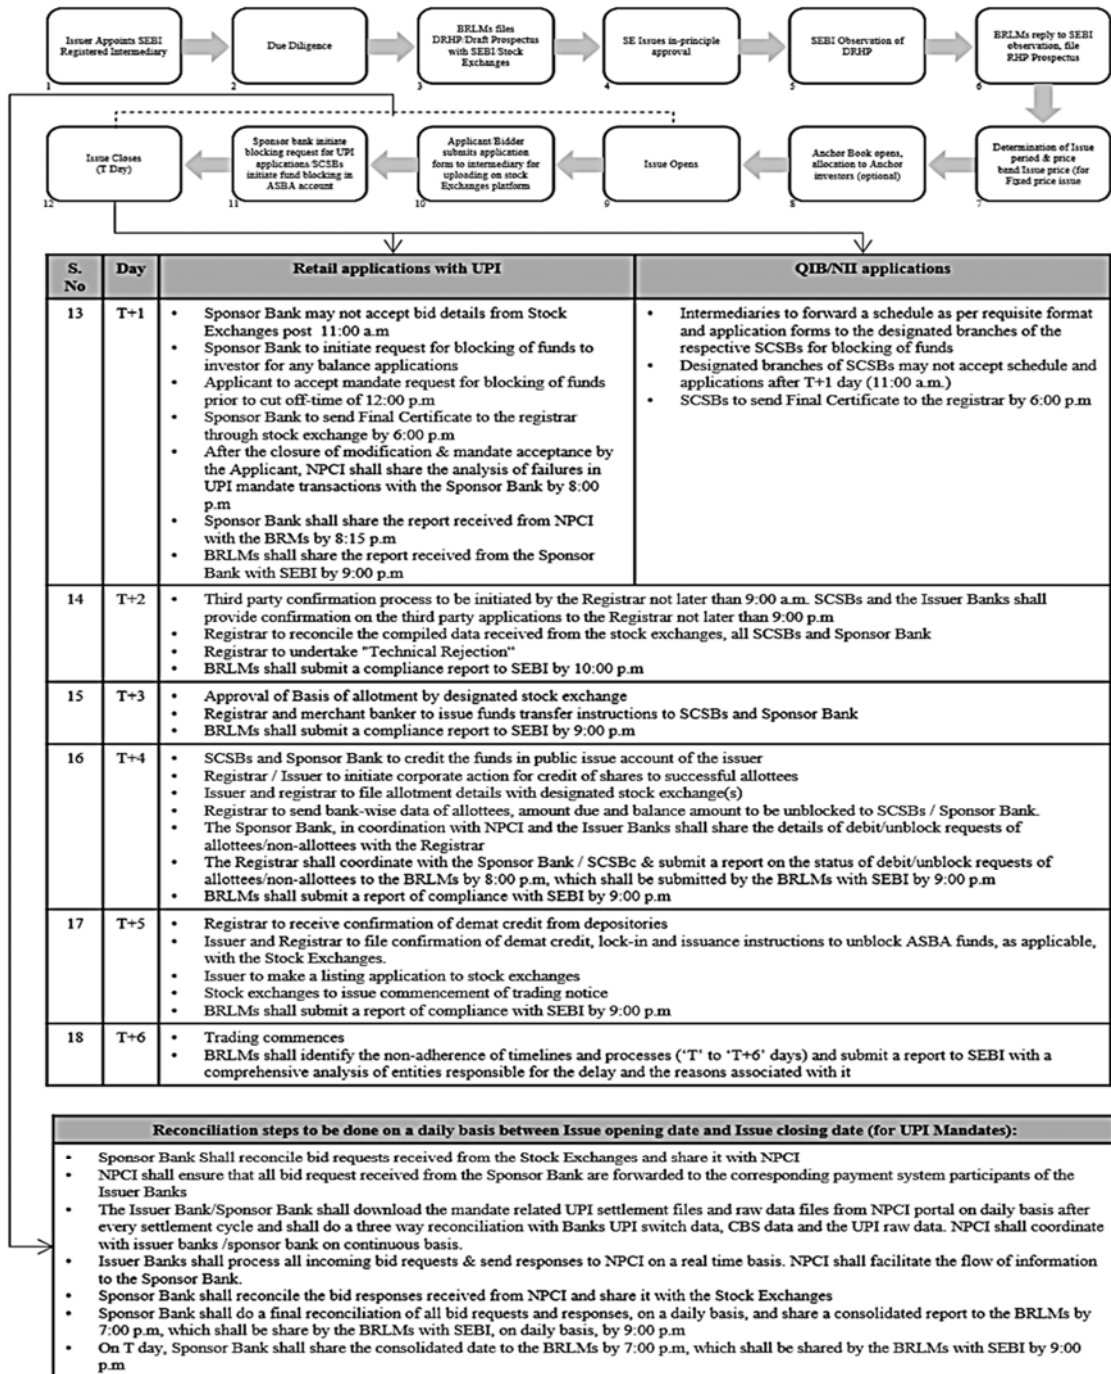 Issuer Appoints SEBI
Registered Intermediary
1
Due Diligence
2
BRLMs files
DRHP/Draft Prospectus
with SEBI/Stock
Exchanges
3
SE Issues in-principle
approval
4
SEBI Observation of
DRHP
5
BRLMs reply to SEBI
observation, file
RHP Prospectus
6
Issue Closes
(T Day)
12
Sponsor bank initiate
blocking request for UPI
applications/SCSBs
initiate fund blocking in
ASBA account
11
Applicant/Bidder
submits application
form to intermediary for
uploading on stock
Exchanges platform
10
Issue Opens
9
Anchor Book opens,
allocation to Anchor
investors (optional)
8
Determination of Issue
period & price
band Issue price (for
Fixed price issue
7
S.
No
Day
Retail applications with UPI
QIB/NII applications
13
T+1
• Sponsor Bank may not accept bid details from Stock
Exchanges post 11:00 a.m
• Sponsor Bank to initiate request for blocking of funds to
investor for any balance applications
• Applicant to accept mandate request for blocking of funds
prior to cut off-time of 12:00 p.m
• Sponsor Bank to send Final Certificate to the registrar
through stock exchange by 6:00 p.m
• After the closure of modification & mandate acceptance by
the Applicant, NPCI shall share the analysis of failures in
UPI mandate transactions with the Sponsor Bank by 8:00
p.m
• Sponsor Bank shall share the report received from NPCI
with the BRMs by 8:15 p.m
• BRLMs shall share the report received from the Sponsor
Bank with SEBI by 9:00 p.m
• Intermediaries to forward a schedule as per requisite format
and application forms to the designated branches of the
respective SCSBs for blocking of funds
• Designated branches of SCSBs may not accept schedule and
applications after T+1 day (11:00 a.m.)
• SCSBs to send Final Certificate to the registrar by 6:00 p.m
14
T+2
• Third party confirmation process to be initiated by the Registrar not later than 9:00 a.m. SCSBs and the Issuer Banks shall
provide confirmation on the third party applications to the Registrar not later than 9:00 p.m
• Registrar to reconcile the compiled data received from the stock exchanges, all SCSBs and Sponsor Bank
• Registrar to undertake "Technical Rejection"
• BRLMs shall submit a compliance report to SEBI by 10:00 p.m
15
T+3
• Approval of Basis of allotment by designated stock exchange
• Registrar and merchant banker to issue funds transfer instructions to SCSBs and Sponsor Bank
• BRLMs shall submit a compliance report to SEBI by 9:00 p.m
16
T+4
• SCSBs and Sponsor Bank to credit the funds in public issue account of the issuer
• Registrar / Issuer to initiate corporate action for credit of shares to successful allottees
• Issuer and registrar to file allotment details with designated stock exchange(s)
• Registrar to send bank-wise data of allottees, amount due and balance amount to be unblocked to SCSBs / Sponsor Bank.
• The Sponsor Bank, in coordination with NPCI and the Issuer Banks shall share the details of debit/unblock requests of
allottees/non-allottees with the Registrar
• The Registrar shall coordinate with the Sponsor Bank / SCSBc & submit a report on the status of debit/unblock requests of
allottees/non-allottees to the BRLMs by 8:00 p.m, which shall be submitted by the BRLMs with SEBI by 9:00 p.m
• BRLMs shall submit a report of compliance with SEBI by 9:00 p.m
17
T+5
• Registrar to receive confirmation of demat credit from depositories
• Issuer and Registrar to file confirmation of demat credit, lock-in and issuance instructions to unblock ASBA funds, as applicable,
with the Stock Exchanges.
• Issuer to make a listing application to stock exchanges
• Stock exchanges to issue commencement of trading notice
• BRLMs shall submit a report of compliance with SEBI by 9:00 p.m
18
T+6
• Trading commences
• BRLMs shall identify the non-adherence of timelines and processes (‘T’ to ‘T+6’ days) and submit a report to SEBI with a
comprehensive analysis of entities responsible for the delay and the reasons associated with it
Reconciliation steps to be done on a daily basis between Issue opening date and Issue closing date (for UPI Mandates):
• Sponsor Bank Shall reconcile bid requests received from the Stock Exchanges and share it with NPCI
• NPCI shall ensure that all bid request received from the Sponsor Bank are forwarded to the corresponding payment system participants of the
Issuer Banks
• The Issuer Bank/Sponsor Bank shall download the mandate related UPI settlement files and raw data files from NPCI portal on daily basis after
every settlement cycle and shall do a three way reconciliation with Banks UPI switch data, CBS data and the UPI raw data. NPCI shall coordinate
with issuer banks /sponsor bank on continuous basis.
• Issuer Banks shall process all incoming bid requests & send responses to NPCI on a real time basis. NPCI shall facilitate the flow of information
to the Sponsor Bank.
• Sponsor Bank shall reconcile the bid responses received from NPCI and share it with the Stock Exchanges
• Sponsor Bank shall do a final reconciliation of all bid requests and responses, on a daily basis, and share a consolidated report to the BRLMs by
7:00 p.m, which shall be share by the BRLMs with SEBI, on daily basis, by 9:00 p.m
• On T day, Sponsor Bank shall share the consolidated date to the BRLMs by 7:00 p.m, which shall be shared by the BRLMs with SEBI by 9:00
p.m